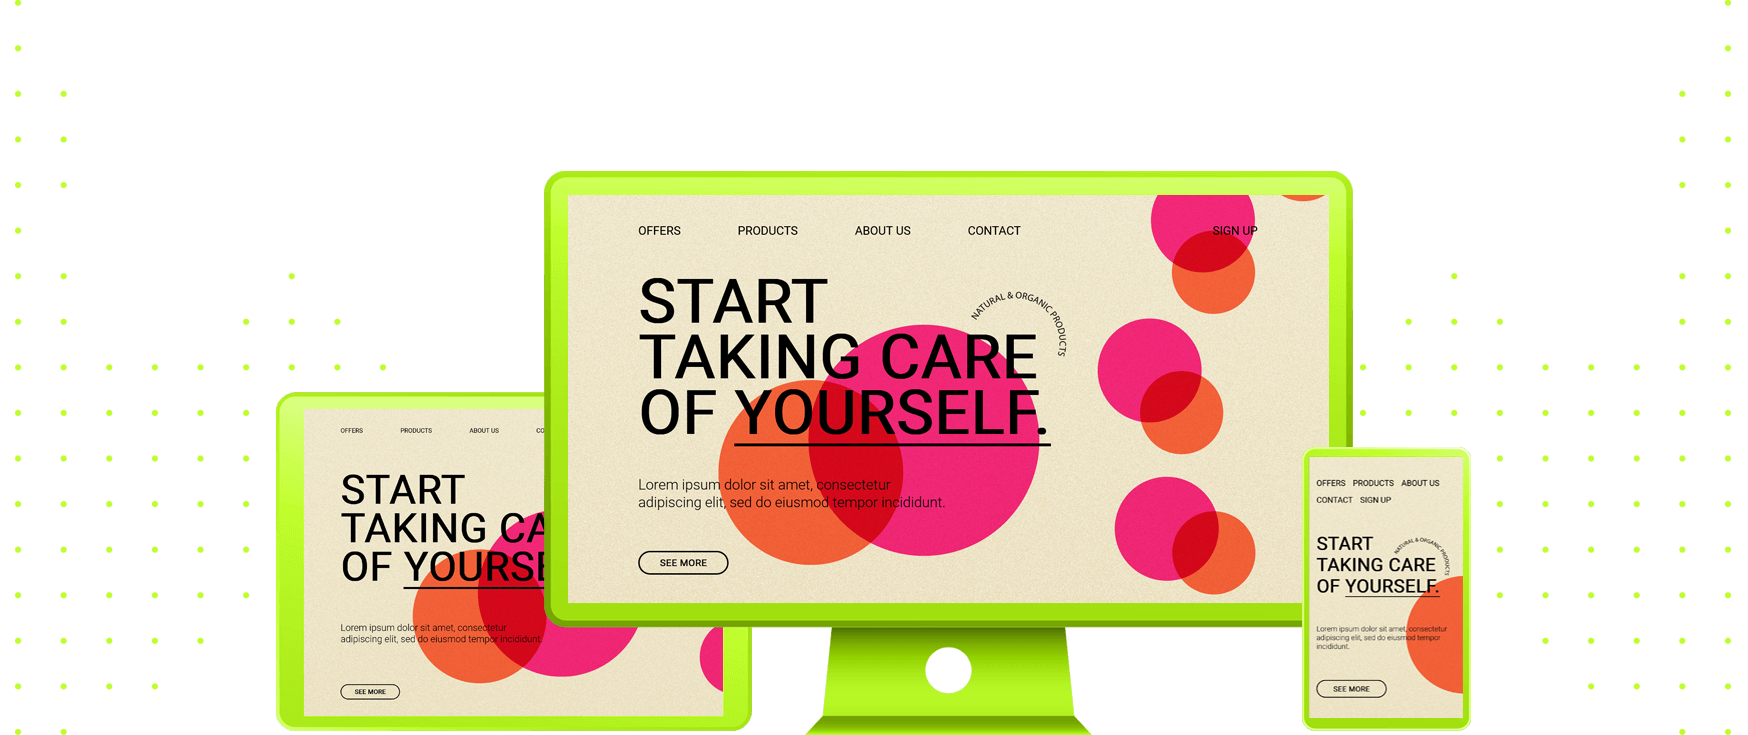 OFFERS PRODUCTS ABOUT US CONTACT SIGN UP
START
TAKING CARE
OF YOURSELF.
NATURAL & ORGANIC PRODUCTS
Lorem ipsum dolor sit amet, consectetur
adipiscing elit, sed do eiusmod tempor incididunt.
SEE MORE
OFFERS PRODUCTS ABOUT US CO
START
TAKING CA
OF YOURSE
Lorem ipsum dolor sit amet, consectetur
adipiscing elit, sed do eiusmod tempor incididunt.
SEE MORE
OFFERS PRODUCTS ABOUT US
CONTACT SIGN UP
START
TAKING CARE
OF YOURSELF.
NATURAL & ORGANIC PRODUCTS
Lorem ipsum dolor sit amet, consectetur
adipiscing elit, sed do eiusmod tempor
incididunt.
SEE MORE